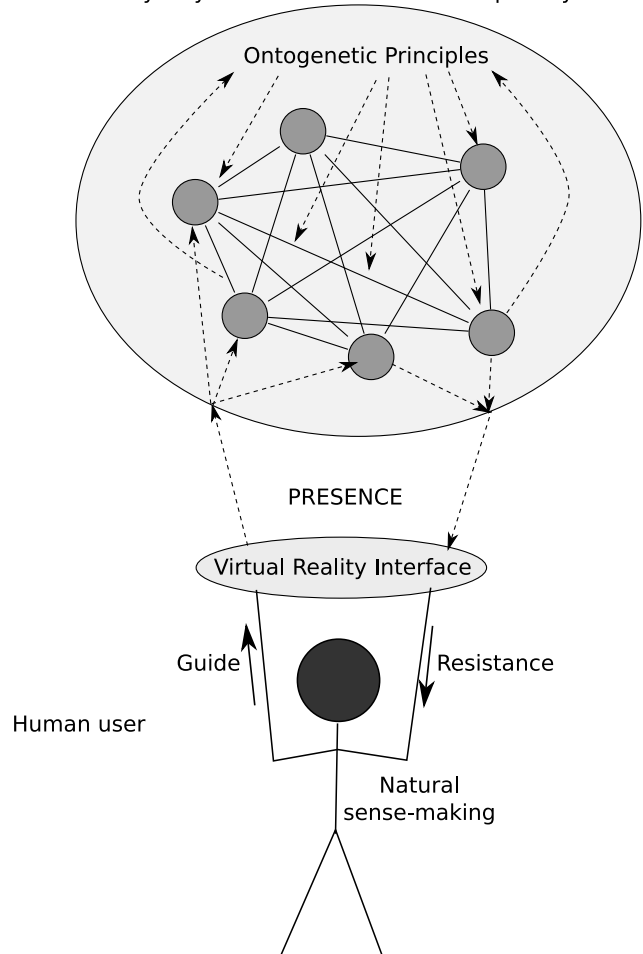 Ontogenetic Principles
PRESENCE
Virtual Reality Interface
Guide
Resistance
Human user
Natural
sense-making